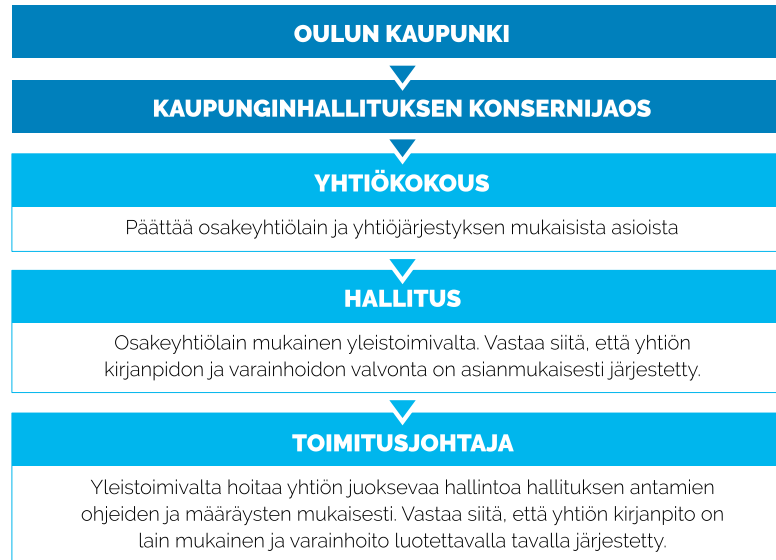 OULUN KAUPUNKI
KAUPUNGINHALLITUKSEN KONSERNIJAOS
YHTIÖKOKOUS
Päättää osakeyhtiölain ja yhtiöjärjestyksen mukaisista asioista
HALLITUS
Osakeyhtiölain mukainen yleistoimivalta. Vastaa siitä, että yhtiön
kirjanpidon ja varainhoidon valvonta on asianmukaisesti järjestetty.
TOIMITUSJOHTAJA
Yleistoimivalta hoitaa yhtiön juoksevaa hallintoa hallituksen antamien
ohjeiden ja määräysten mukaisesti. Vastaa siitä, että yhtiön kirjanpito on
lain mukainen ja varainhoito luotettavalla tavalla järjestetty.